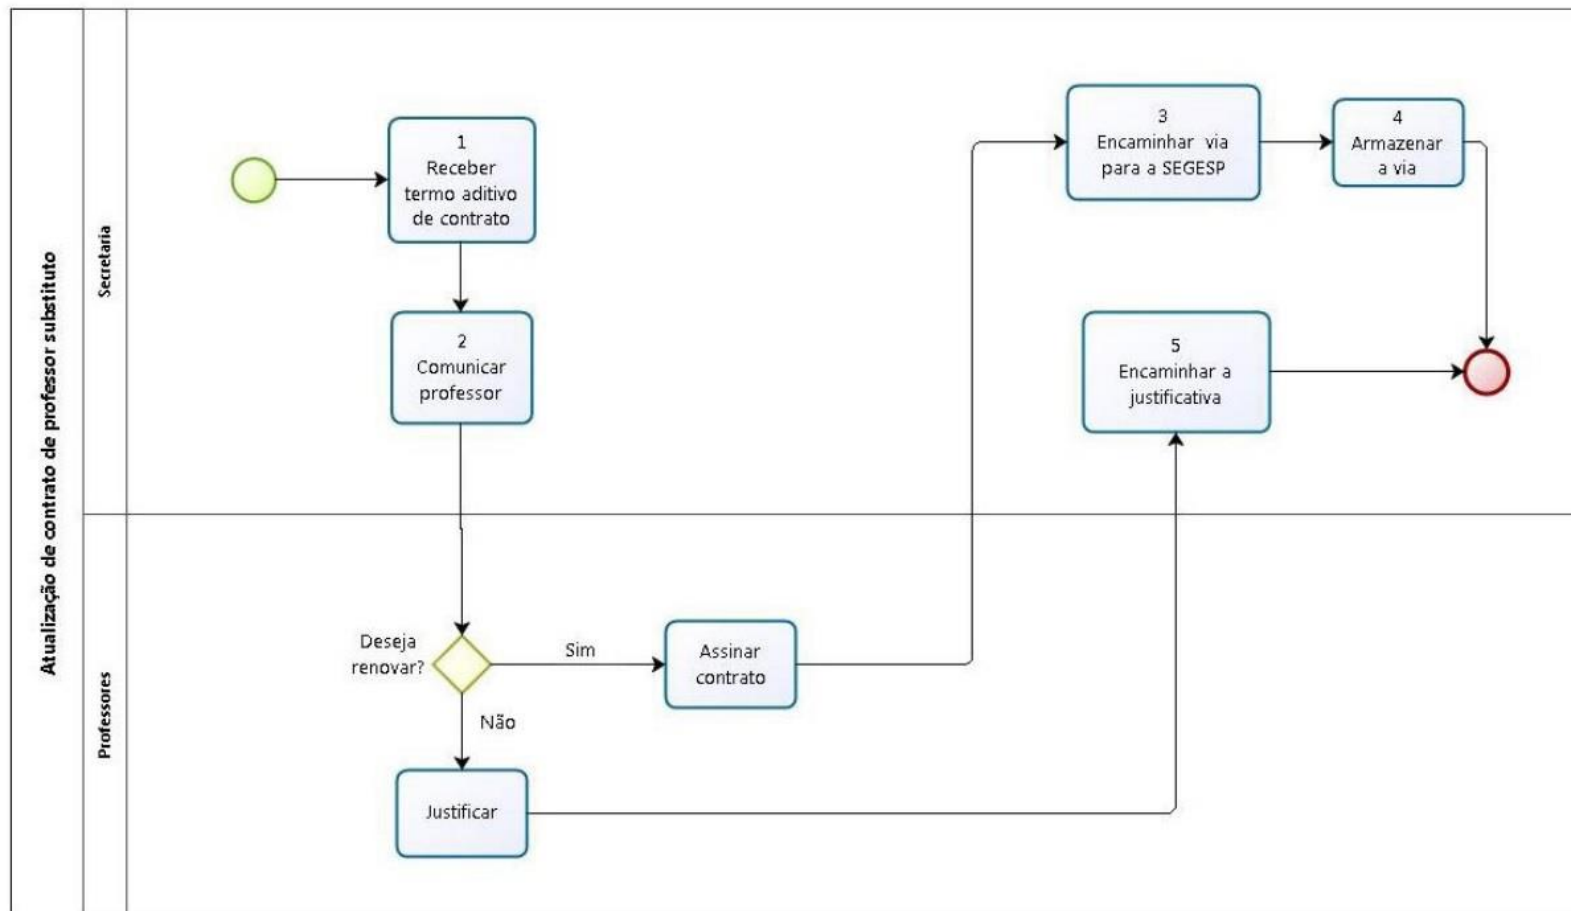 Atualização de contrato de professor substituto
Secretaria
1
Receber
termo aditivo
de contrato
2
Comunicar
professor
3
Encaminhar via
para a SEGESP
4
Armazenar
a via
5
Encaminhar a
justificativa
Professores
Deseja
renovar?
Sim
Assinar
contrato
Não
Justificar